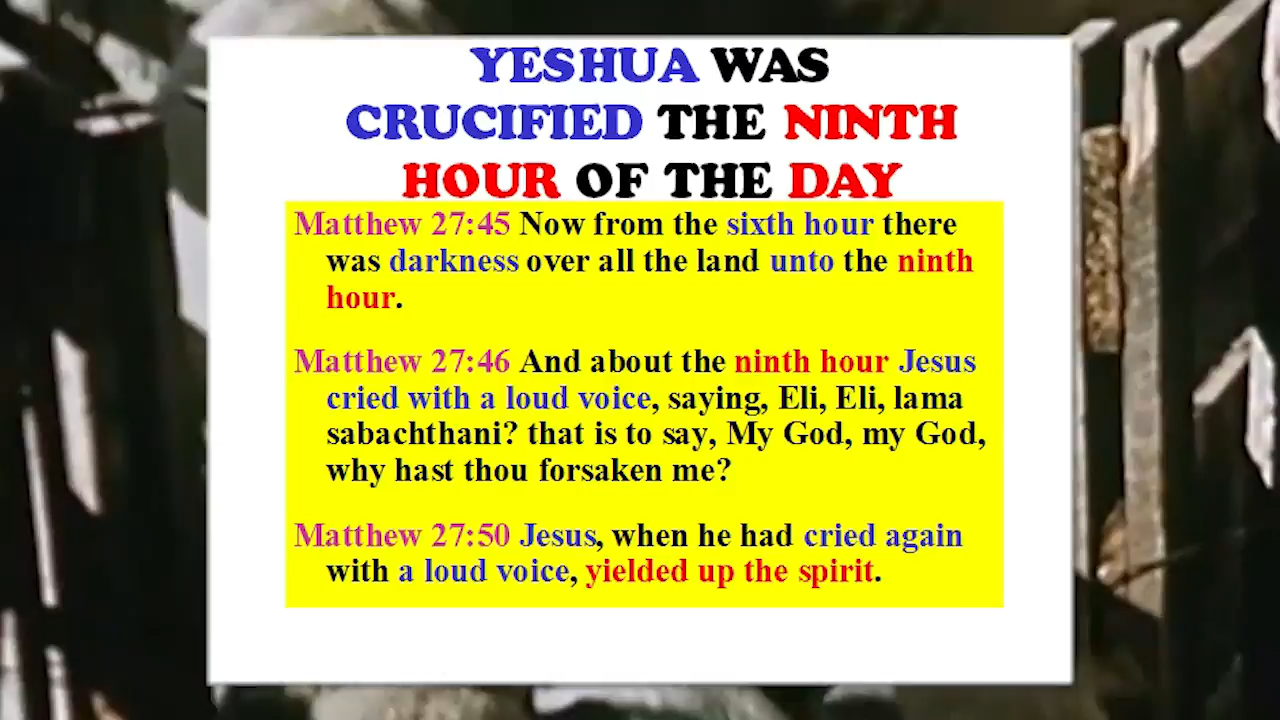 YESHUA WAS
CRUCIFIED THE NINTH
HOUR OF THE DAY
Matthew 27:45 Now from the sixth hour there
was darkness over all the land unto the ninth
hour.
Matthew 27:46 And about the ninth hour Jesus
cried with a loud voice, saying, Eli, Eli, lama
sabachthani? that is to say, My God, my God,
why hast thou forsaken me?
Matthew 27:50 Jesus, when he had cried again
with a loud voice, yielded up the spirit.